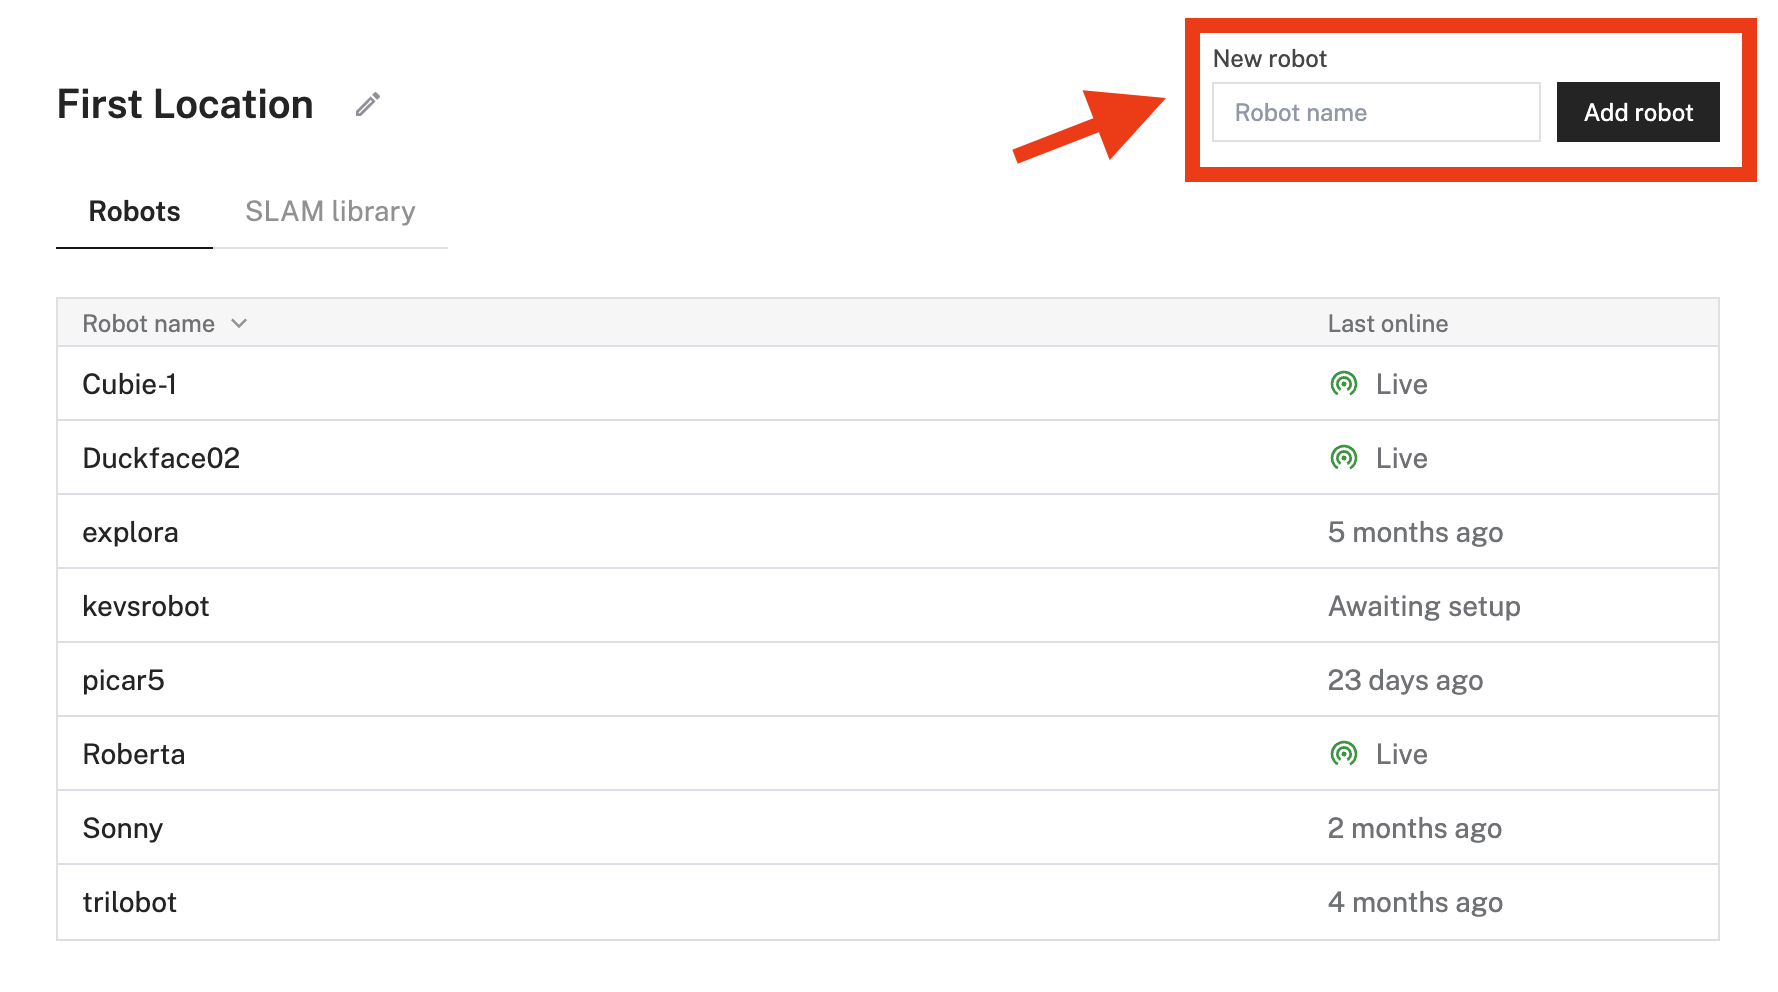 New robot
First Location
Robot name
Add robot
Robots
SLAM library
Robot name
Last online
Cubie-1
Live
Duckface02
Live
explora
5 months ago
kevsrobot
Awaiting setup
picar5
23 days ago
Roberta
Live
Sonny
2 months ago
trilobot
4 months ago